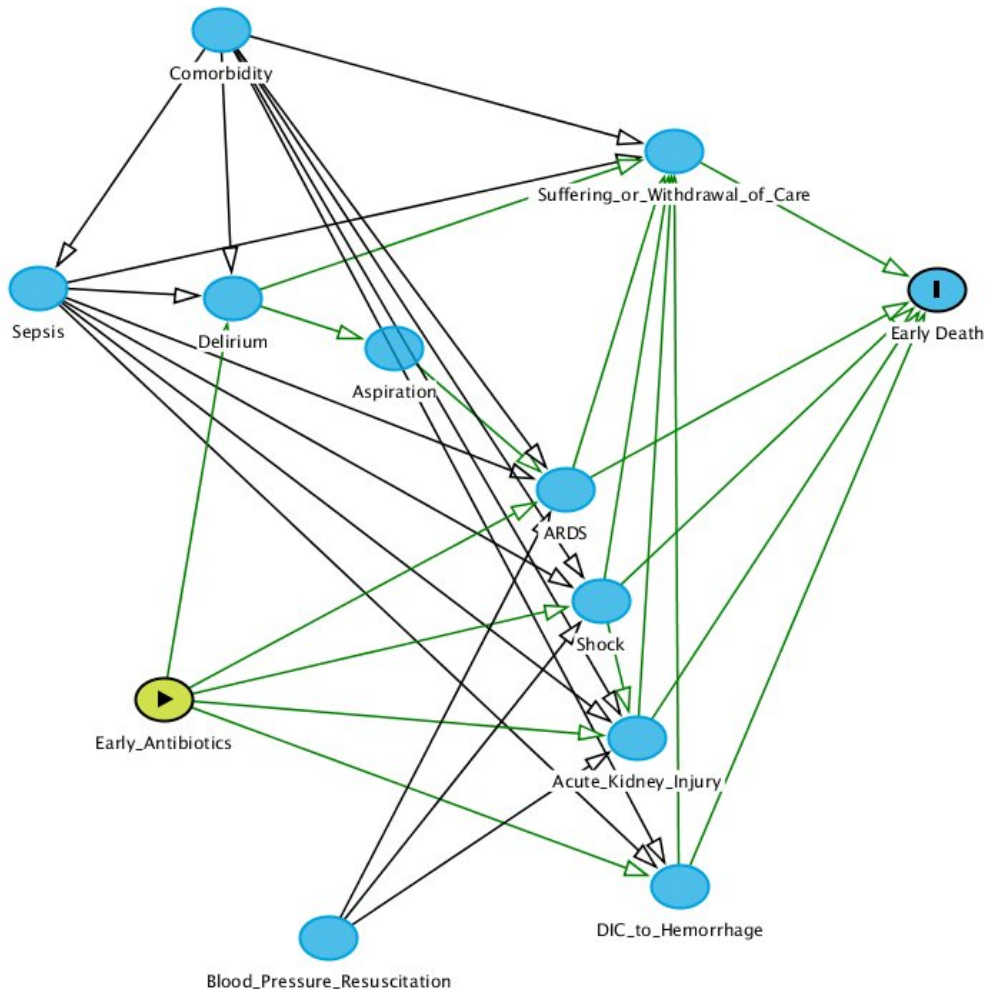 Comorbidity
Suffering_or_Withdrawal_of_Care
Sepsis
Delirium
Early Death
Aspiration
ARDS
Shock
Early_Antibiotics
Acute_Kidney_Injury
DIC_to_Hemorrhage
Blood_Pressure_Resuscitation